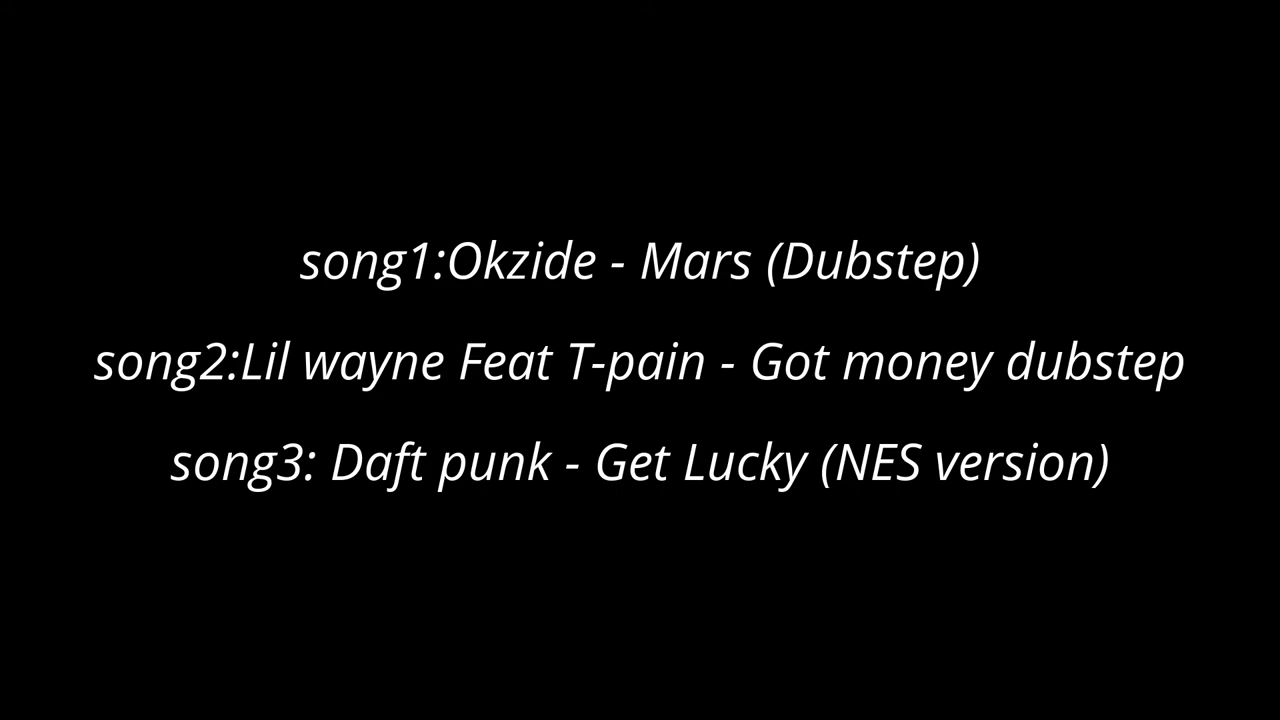 song1:Okzide - Mars (Dubstep)
song2:Lil wayne Feat T-pain - Got money dubstep
song3: Daft punk - Get Lucky (NES version)